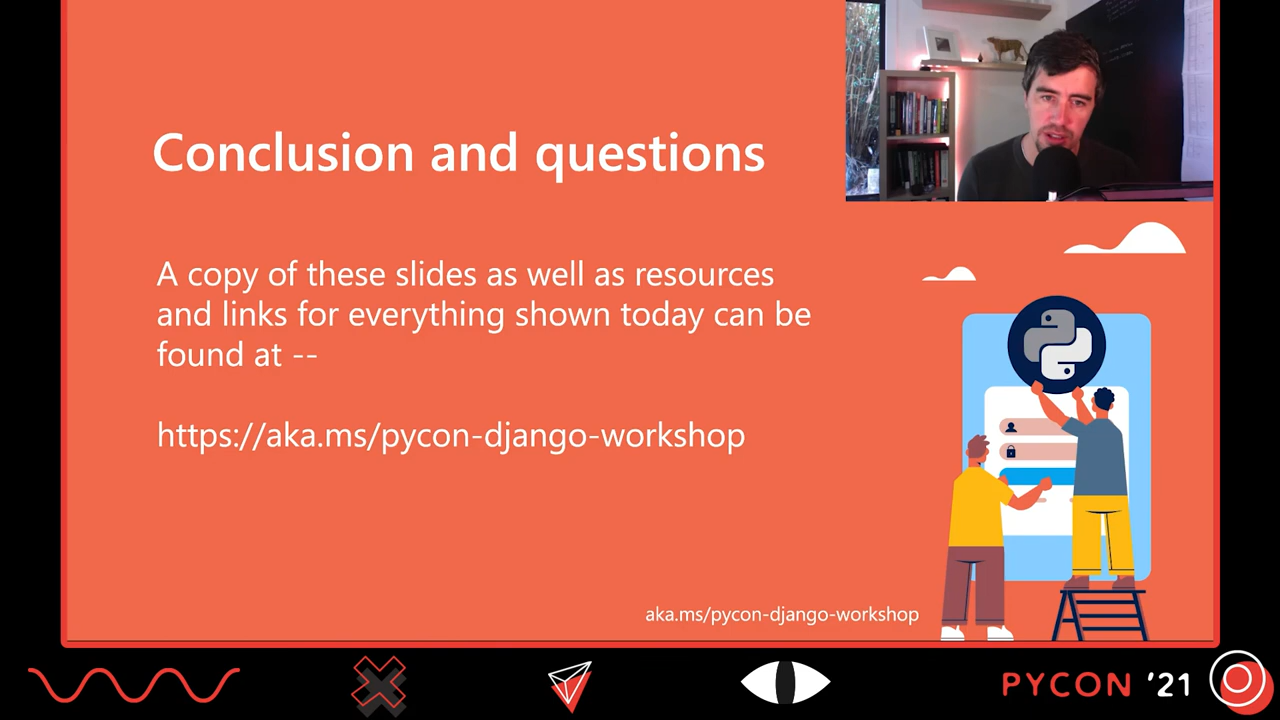 Conclusion and questions
A copy of these slides as well as resources
and links for everything shown today can be
found at --
https://aka.ms/pycon-django-workshop
aka.ms/pycon-django-workshop
PYCON '21